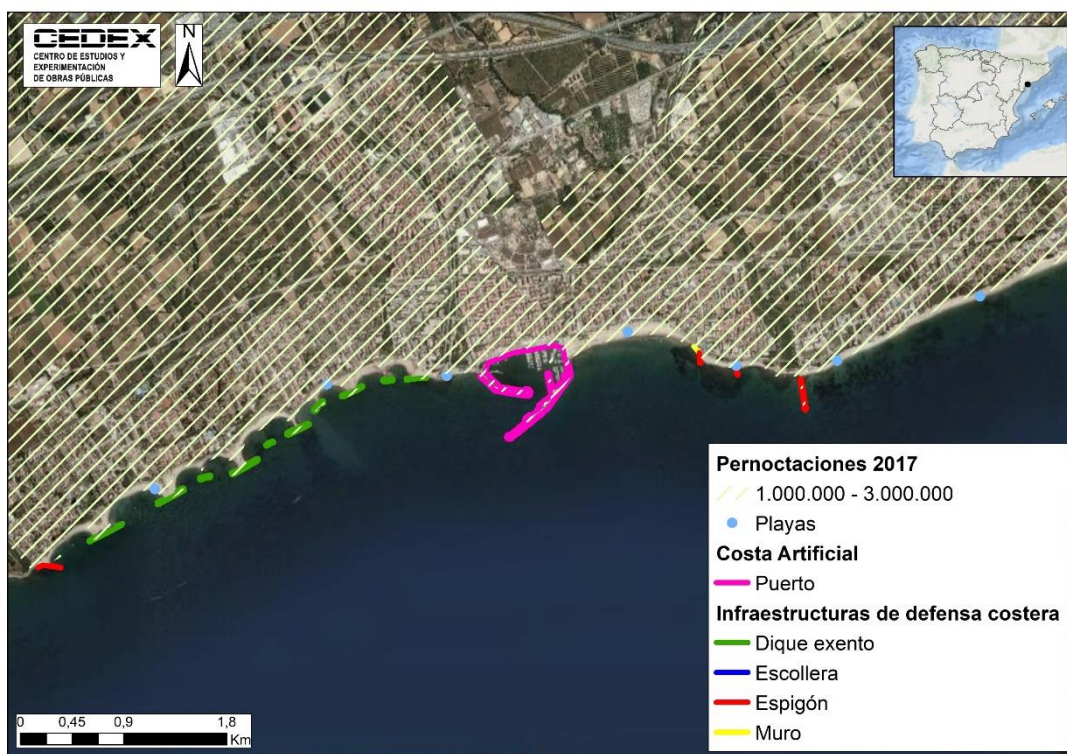 CEDEX
CENTRO DE ESTUDIOS Y
EXPERIMENTACIÓN
DE OBRAS PÚBLICAS
N
Pernoctaciones 2017
1.000.000 - 3.000.000
Playas
Costa Artificial
Puerto
Infraestructuras de defensa costera
Dique exento
Escollera
Espigón
Muro
0 0,45 0,9 1,8
Km